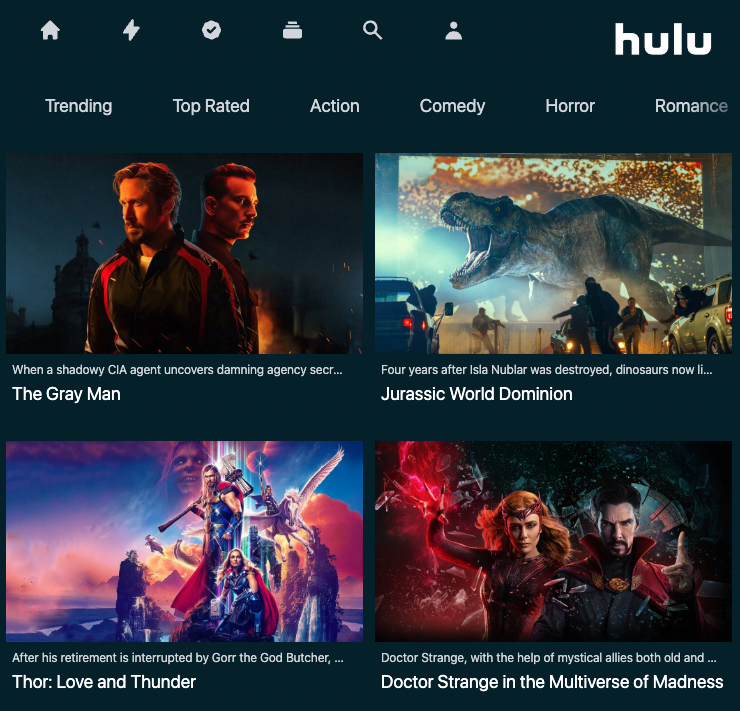 hulu
Trending Top Rated Action Comedy Horror Romance
When a shadowy CIA agent uncovers damning agency secr...
The Gray Man
Four years after Isla Nublar was destroyed, dinosaurs now li...
Jurassic World Dominion
After his retirement is interrupted by Gorr the God Butcher, ...
Thor: Love and Thunder
Doctor Strange, with the help of mystical allies both old and ...
Doctor Strange in the Multiverse of Madness